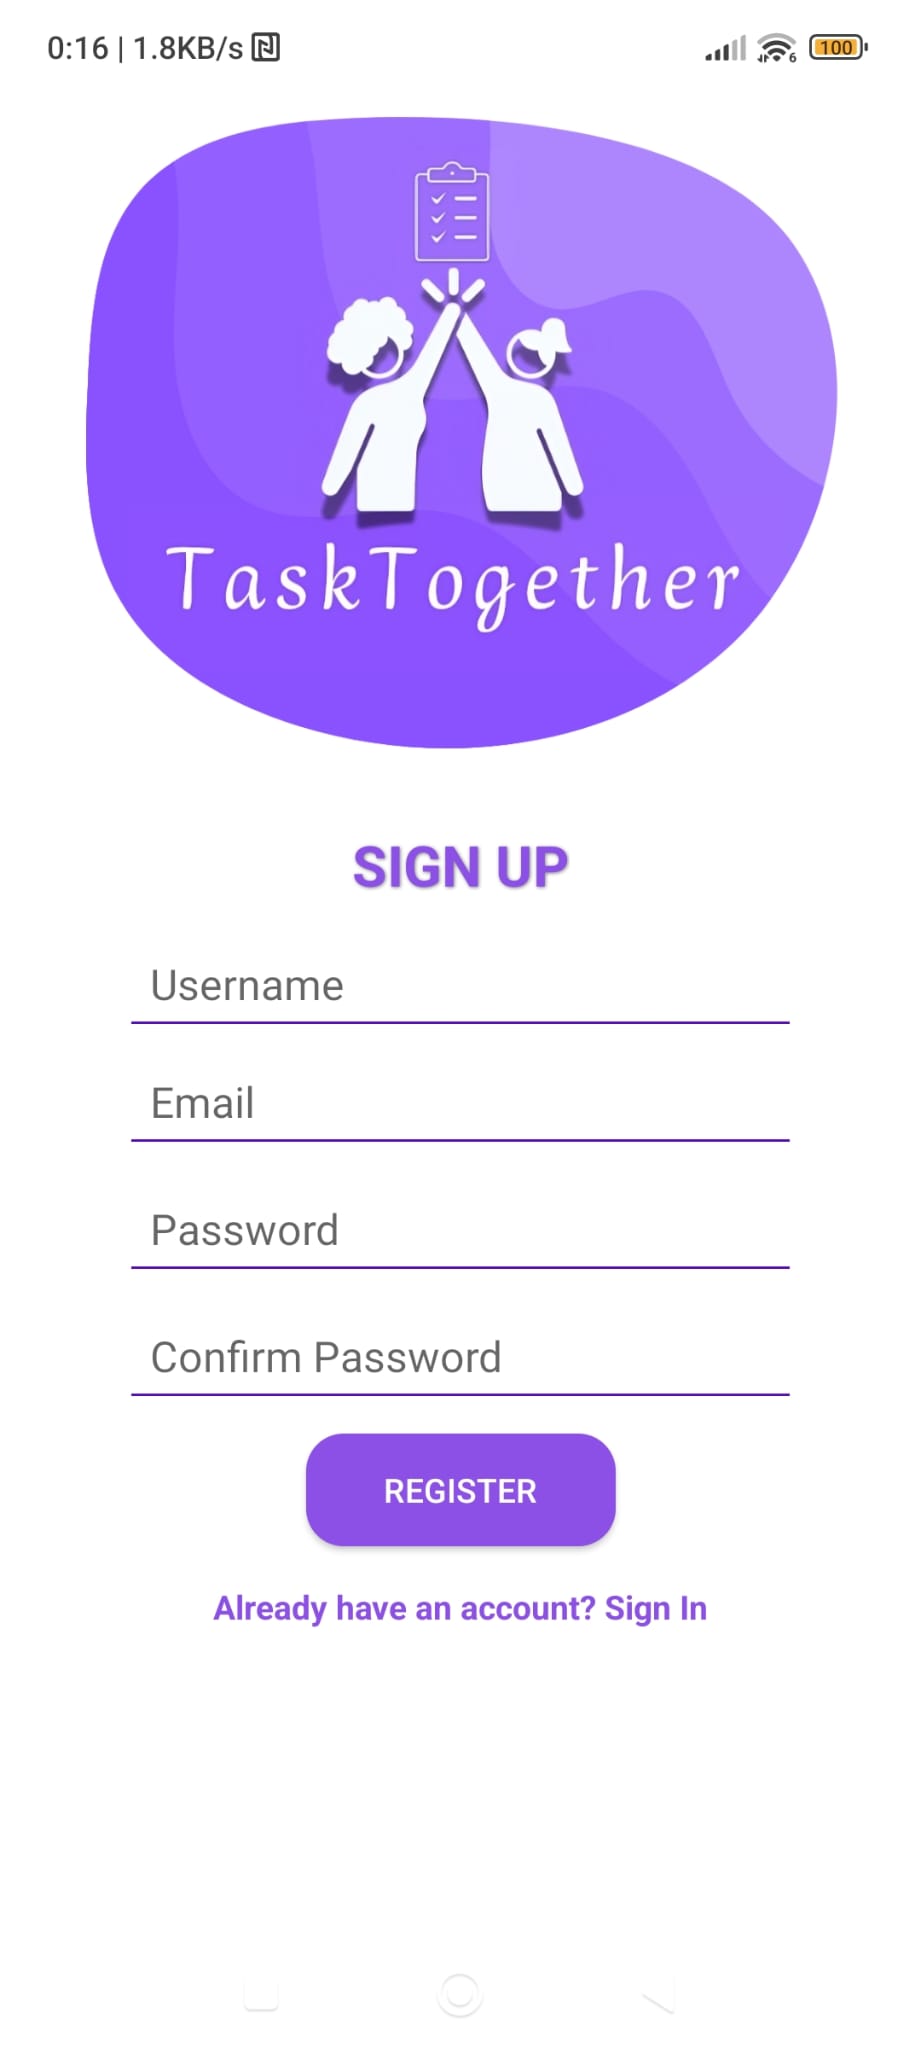 0:16 | 1.8KB/s
6
100
TaskTogether
SIGN UP
Username
Email
Password
Confirm Password
REGISTER
Already have an account? Sign In